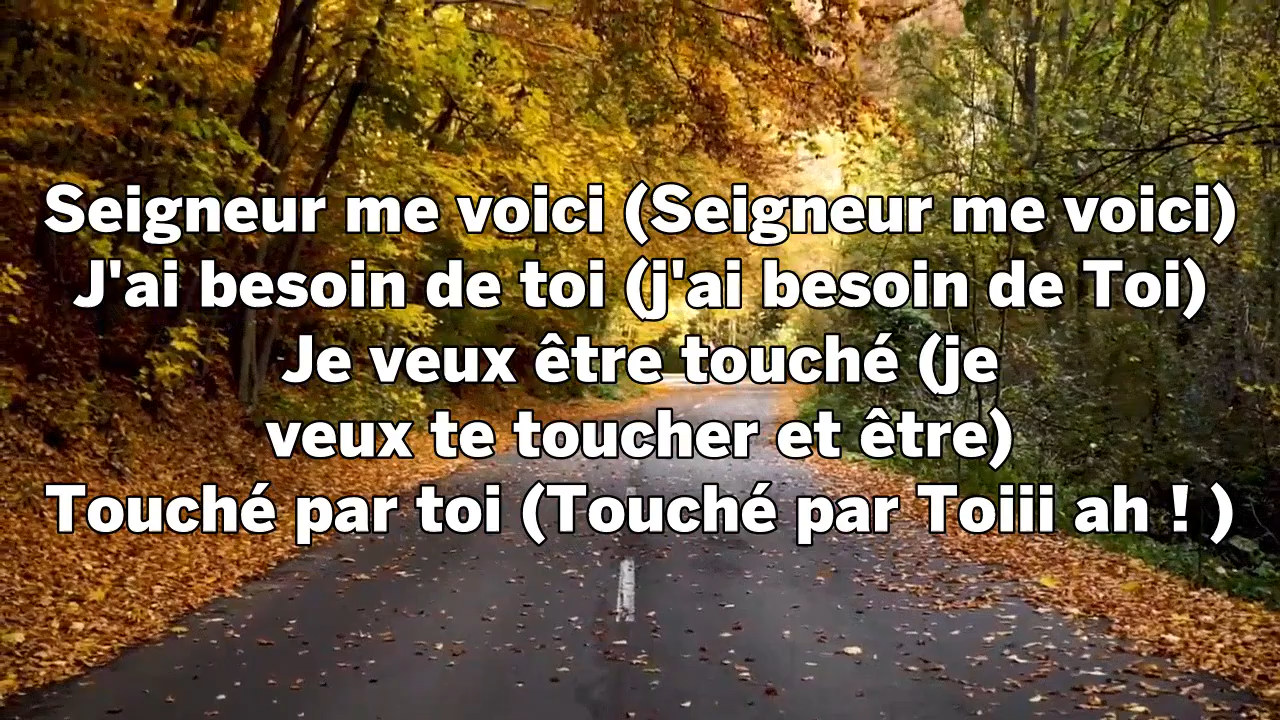 Seigneur me voici (Seigneur me voici)
J'ai besoin de toi (j'ai besoin de Toi)
Je veux être touché (je
veux te toucher et être)
Touché par toi (Touché par Toiii ah ! )